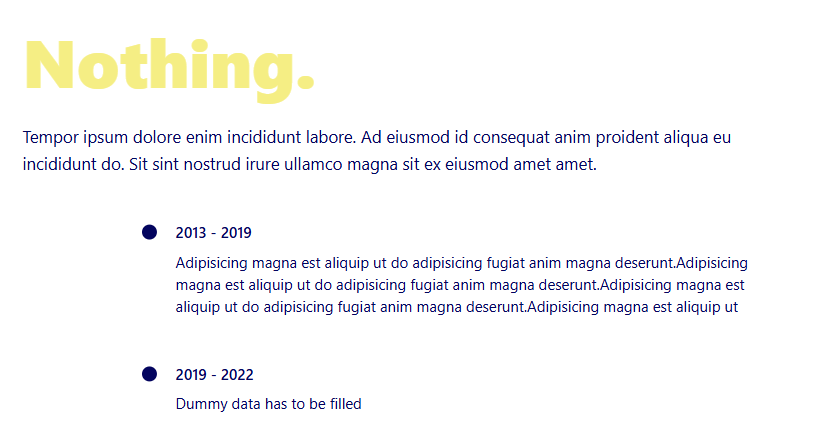 Nothing.
Tempor ipsum dolore enim incididunt labore. Ad eiusmod id consequat anim proident aliqua eu
incididunt do. Sit sint nostrud irure ullamco magna sit ex eiusmod amet amet.
2013 - 2019
Adipisicing magna est aliquip ut do adipisicing fugiat anim magna deserunt.Adipisicing
magna est aliquip ut do adipisicing fugiat anim magna deserunt.Adipisicing magna est
aliquip ut do adipisicing fugiat anim magna deserunt.Adipisicing magna est aliquip ut
2019 - 2022
Dummy data has to be filled